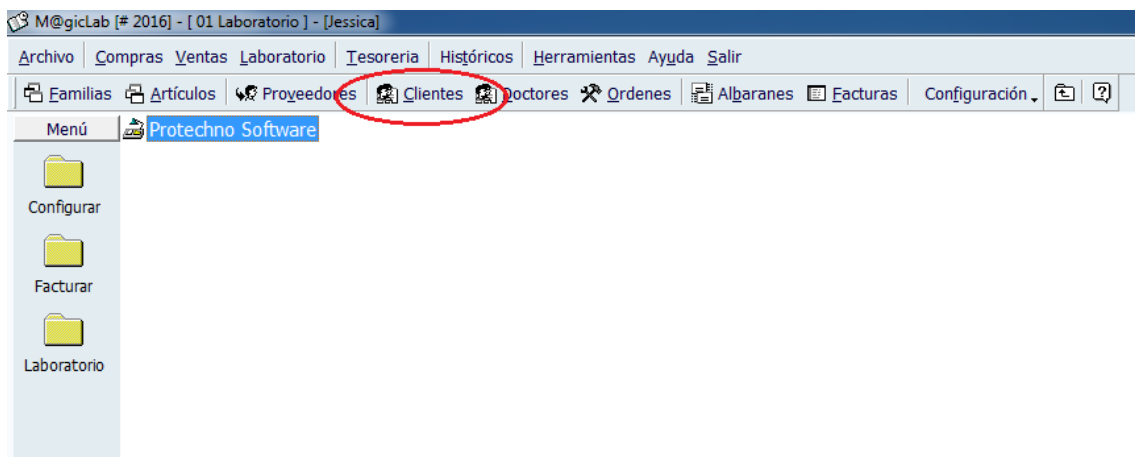 M@gicLab [# 2016] - [ 01 Laboratorio ] - [Jessica]
Archivo Compras Ventas Laboratorio Tesoreria Históricos Herramientas Ayuda Salir
Familias Artículos Proveedores Clientes Doctores Ordenes Albaranes Facturas Configuración
Menú Protechno Software
Configurar
Facturar
Laboratorio